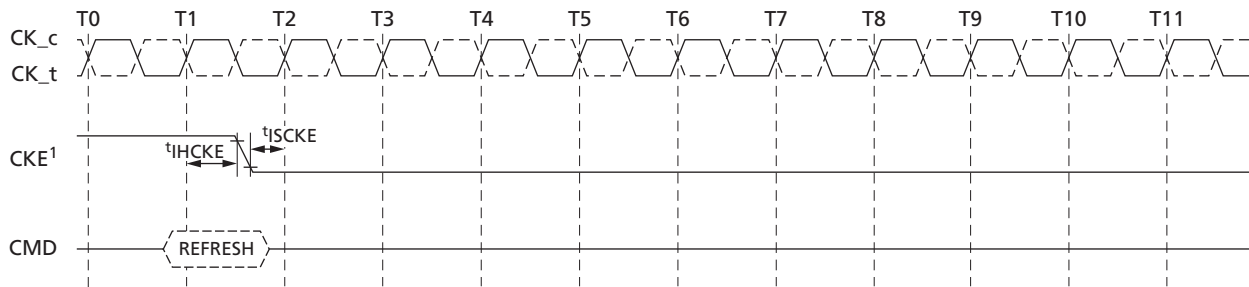 T0 T1 T2 T3 T4 T5 T6 T7 T8 T9 T10 T11
CK_c
CK_t
tISCKE
tIHCKE
CKE1
CMD REFRESH